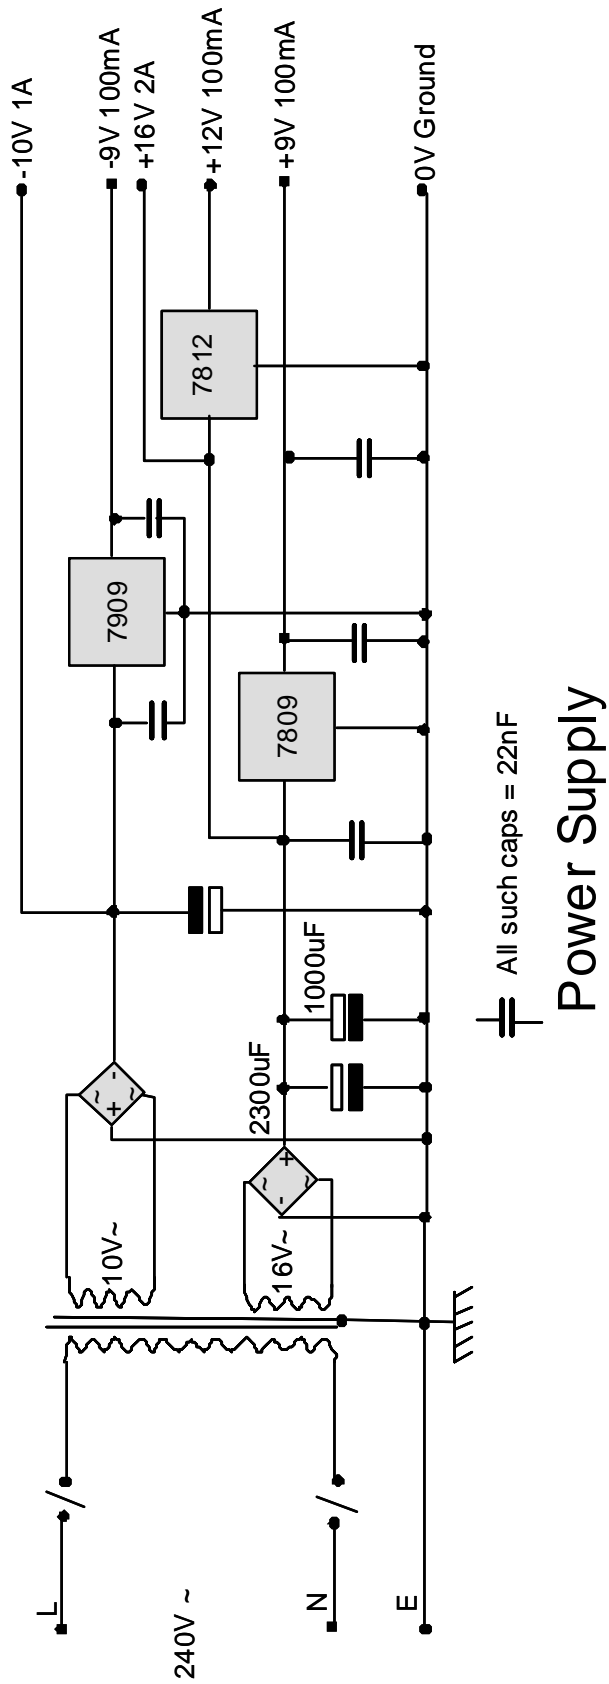 -10V 1A
-9V 100mA
+16V 2A
+12V 100mA
+9V 100mA
0V Ground
7812
7909
7809
1000uF
2300uF
~
-
+
~
~
+
-
~
10V~
16V~
L
240V ~
N
E
All such caps = 22nF
Power Supply